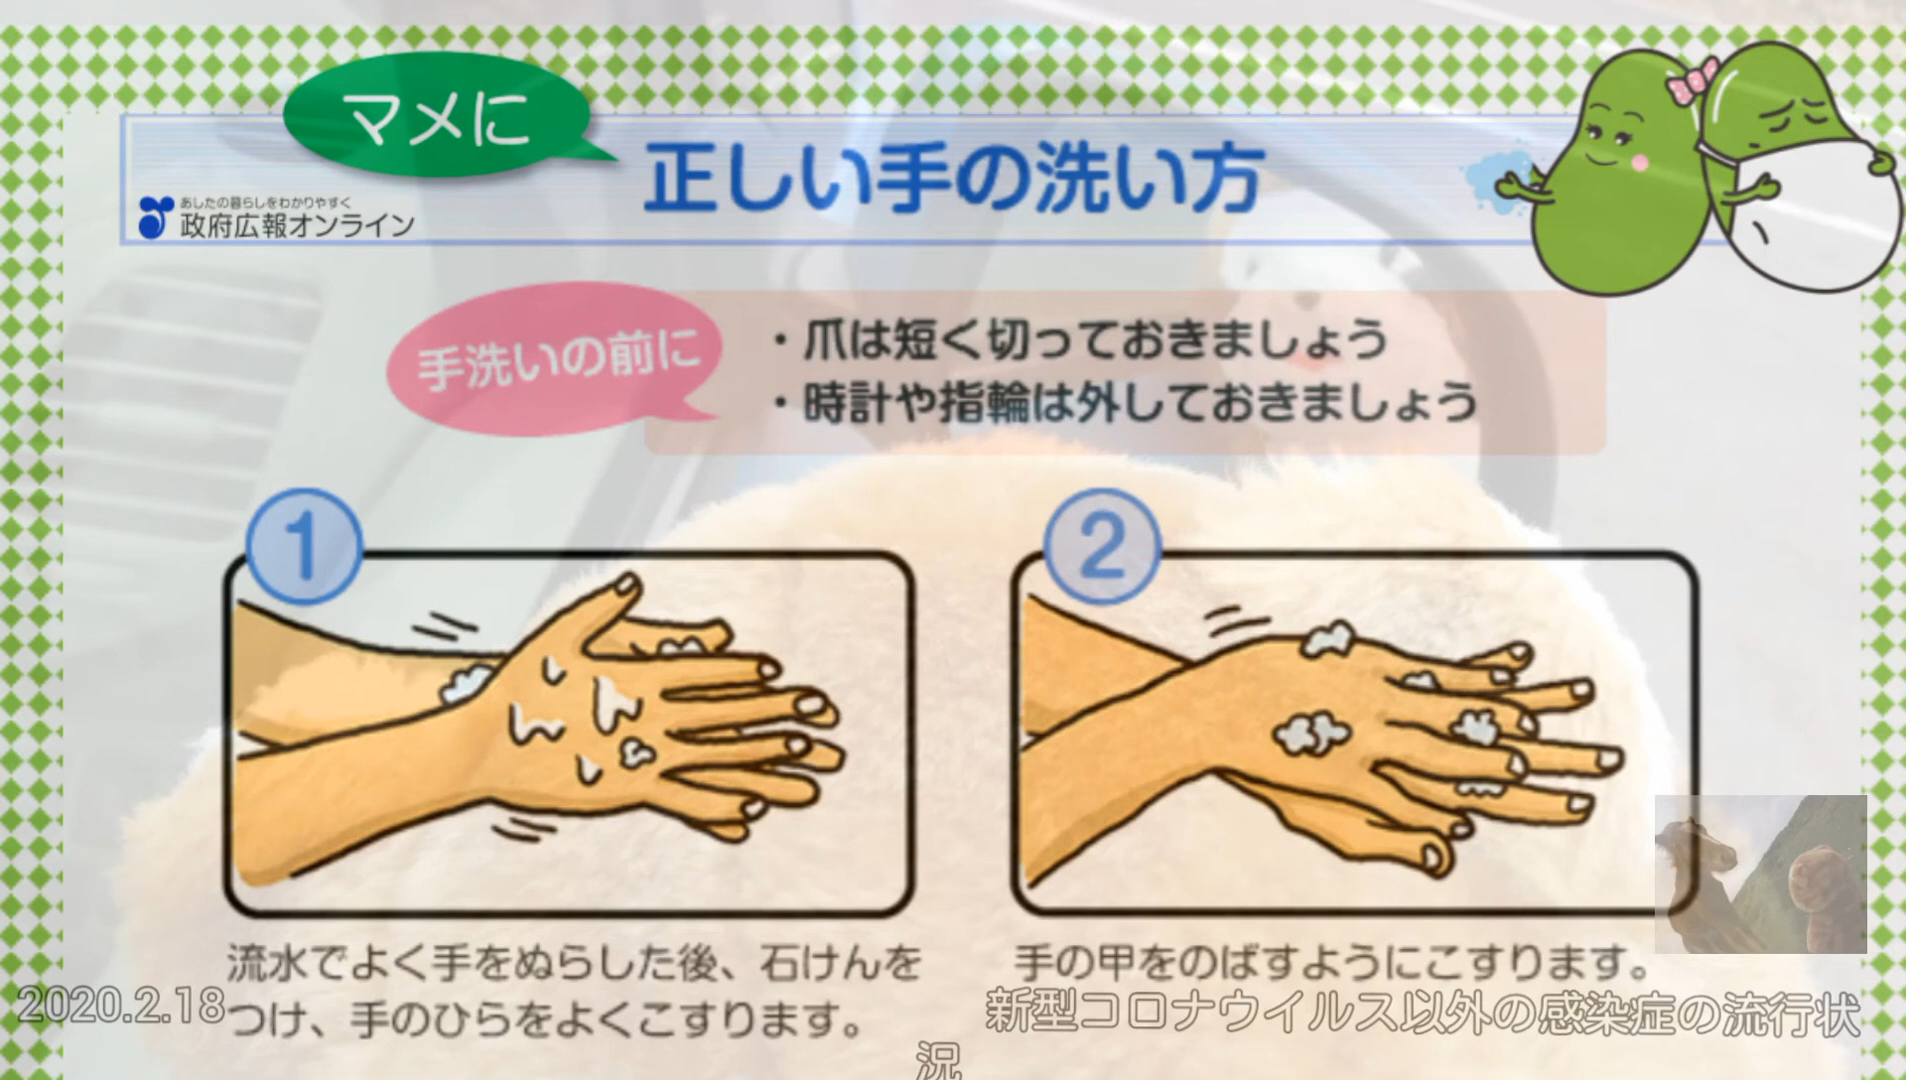 マメに
正しい手の洗い方
あしたの暮らしをわかりやすく
政府広報オンライン
手洗いの前に
・爪は短く切っておきましょう
・時計や指輪は外しておきましょう
1
2
流水でよく手をぬらした後、石けんを
つけ、手のひらをよくこすります。
手の甲をのばすようにこすります。
2020.2.18
新型コロナウイルス以外の感染症の流行状
況